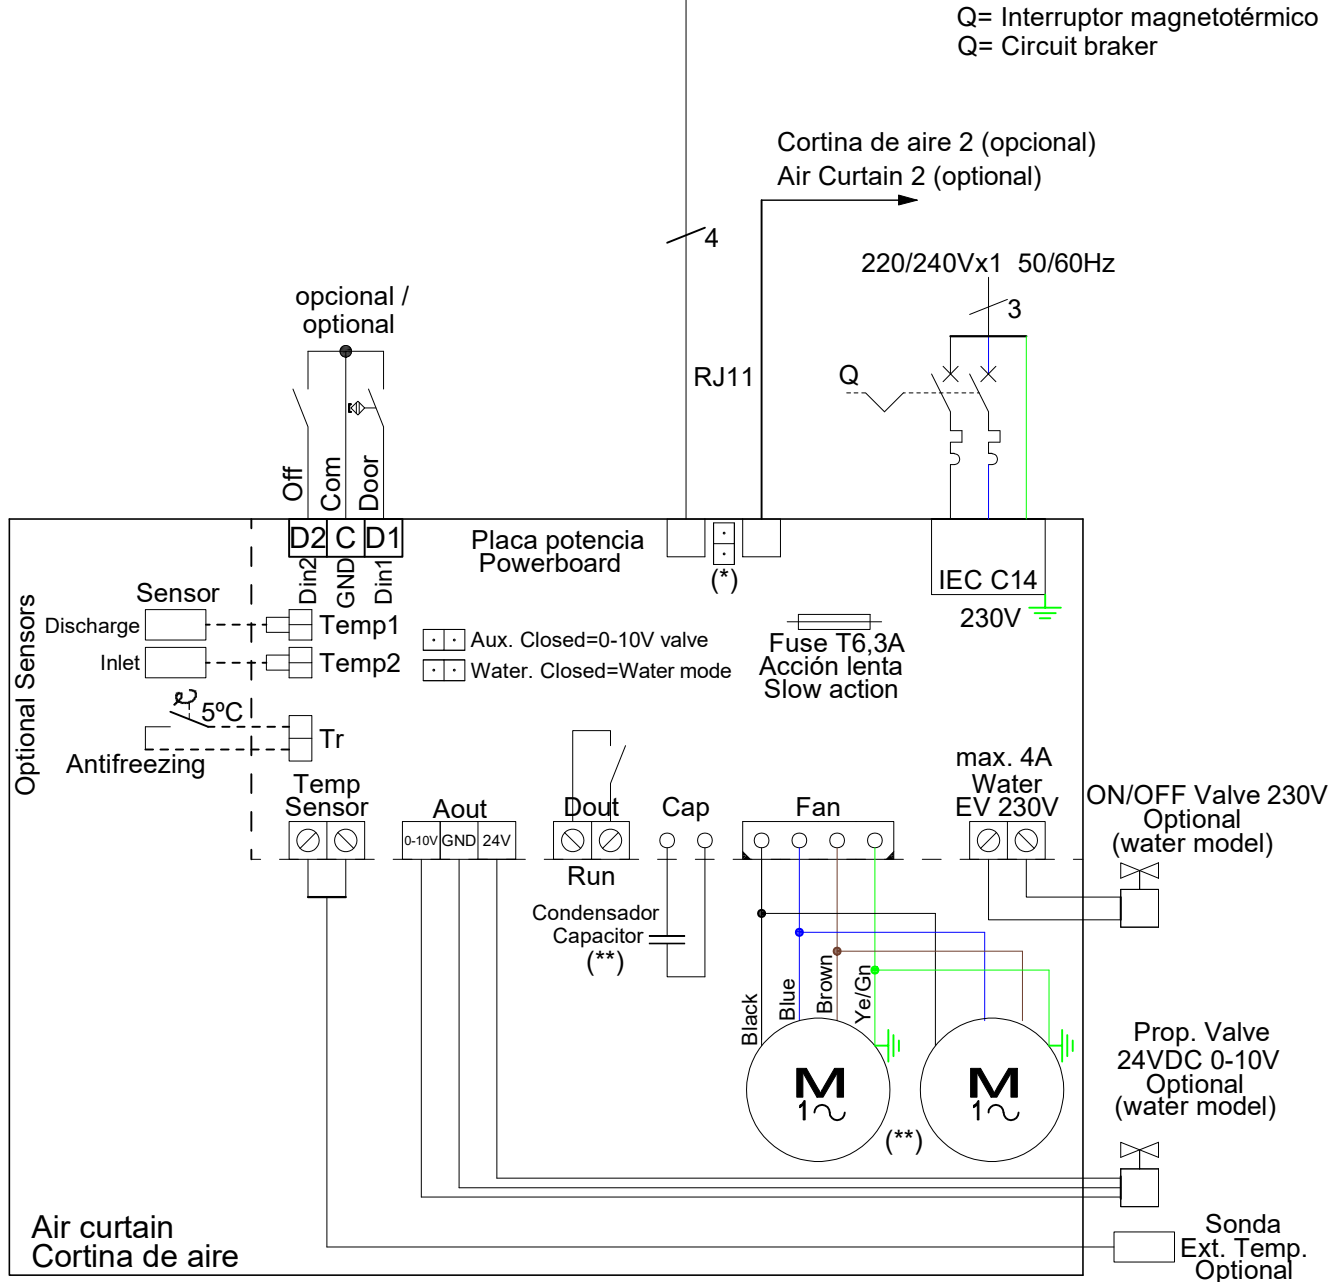 Q= Interruptor magnetotérmico
Q= Circuit braker
Cortina de aire 2 (opcional)
Air Curtain 2 (optional)
4
220/240Vx1 50/60Hz
3
opcional /
optional
RJ11
Q
Off
Com
Door
D2 C D1
Din2
GND
Din1
Placa potencia
Powerboard
(*)
IEC C14
230V
Optional Sensors
Sensor
Discharge
Temp1
Inlet
Temp2
Aux. Closed=0-10V valve
Water. Closed=Water mode
Fuse T6,3A
Acción lenta
Slow action
5ºC
Tr
Antifreezing
Temp
Sensor
Aout
0-10V GND 24V
Dout
Run
Cap
Fan
max. 4A
Water
EV 230V
ON/OFF Valve 230V
Optional
(water model)
Condensador
Capacitor
(**)
Black
Blue
Brown
Ye/Gn
M
1
M
1
(**)
Prop. Valve
24VDC 0-10V
Optional
(water model)
Air curtain
Cortina de aire
Sonda
Ext. Temp.
Optional